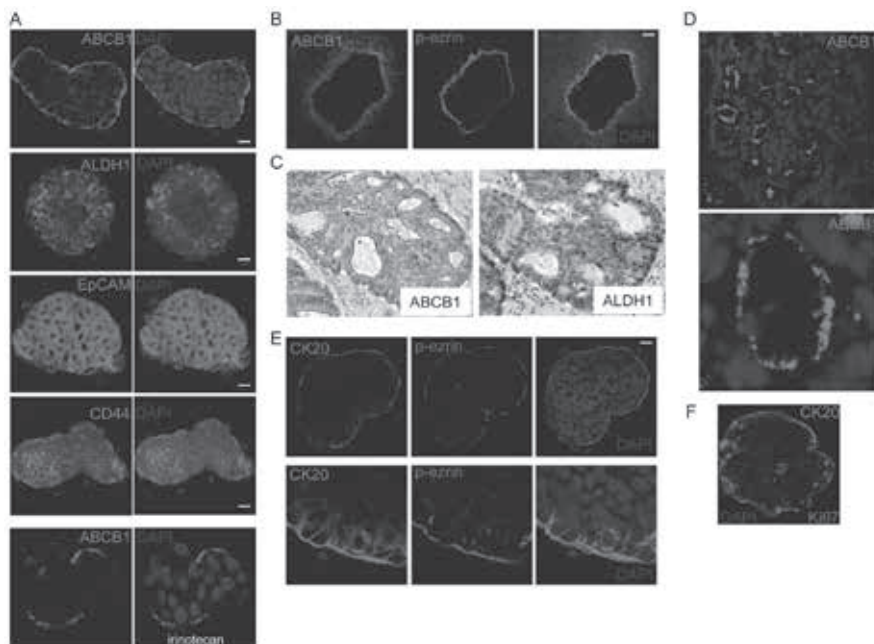 A
ABCB1 DAPI
ALDH1 DAPI
EpCAM DAPI
CD44 DAPI
ABCB1 DAPI
irinotecan
B
ABCB1
p-ezrin
DAPI
C
ABCB1
ALDH1
D
ABCB1
ABCB1
E
CK20
p-ezrin
DAPI
CK20
p-ezrin
DAPI
F
CK20
DAPI
Ki67